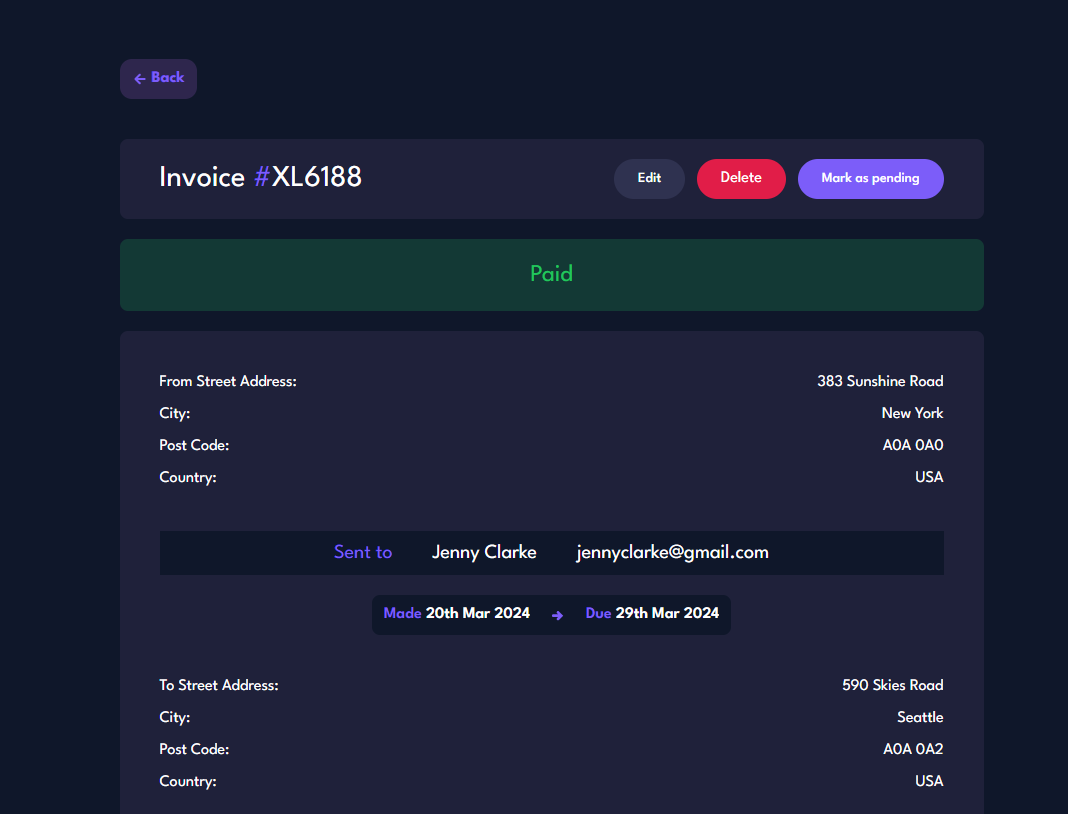 ← Back
Invoice #XL6188
Edit Delete Mark as pending
Paid
From Street Address: 383 Sunshine Road
City: New York
Post Code: A0A 0A0
Country: USA
Sent to Jenny Clarke jennyclarke@gmail.com
Made 20th Mar 2024 → Due 29th Mar 2024
To Street Address: 590 Skies Road
City: Seattle
Post Code: A0A 0A2
Country: USA